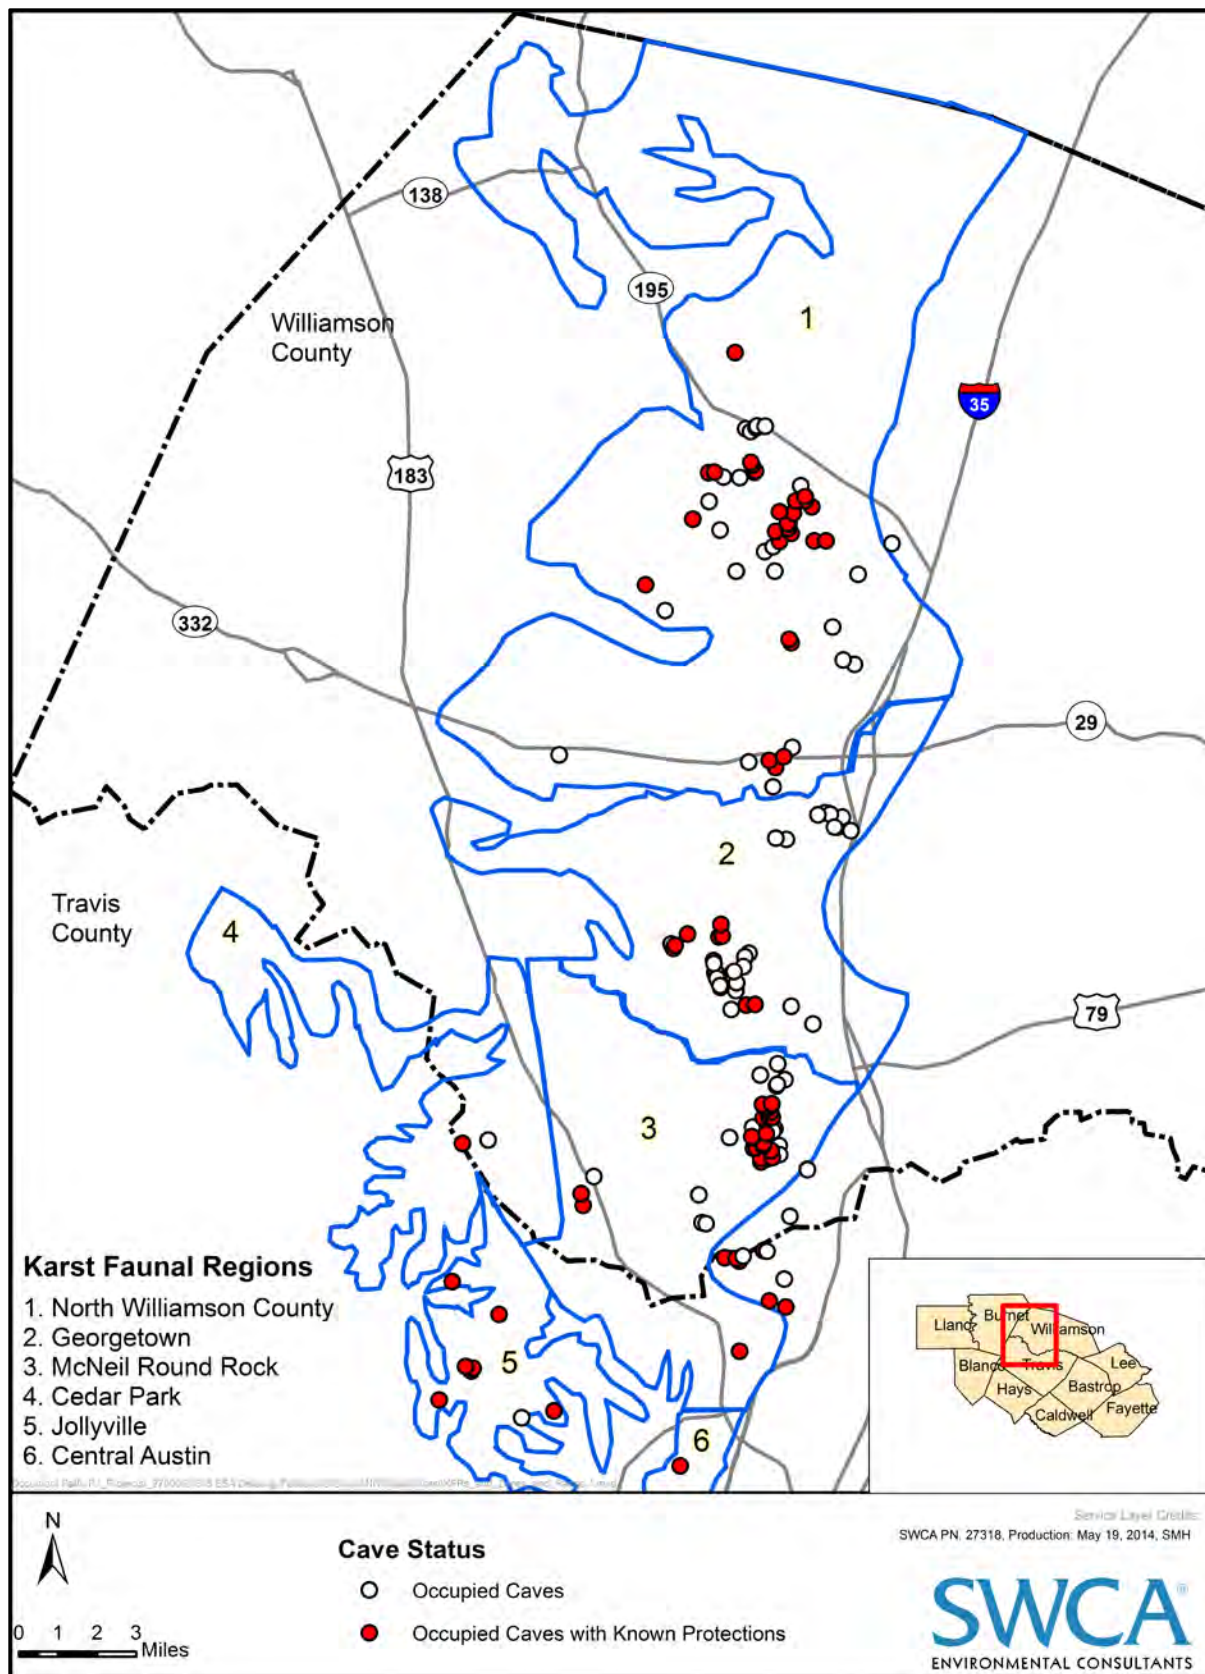 138
195
1
Williamson
County
35
183
332
29
2
Travis
County
4
79
3
Karst Faunal Regions
1. North Williamson County
2. Georgetown
3. McNeil Round Rock
4. Cedar Park
5. Jollyville
6. Central Austin
5
6
Burnet
Llano
Williamson
Blanco
Travis
Lee
Hays
Bastrop
Caldwell
Fayette
Service Layer Credits:
SWCA PN. 27318, Production: May 19, 2014, SMH
N
Cave Status
Occupied Caves
Occupied Caves with Known Protections
0 1 2 3
Miles
SWCA®
ENVIRONMENTAL CONSULTANTS